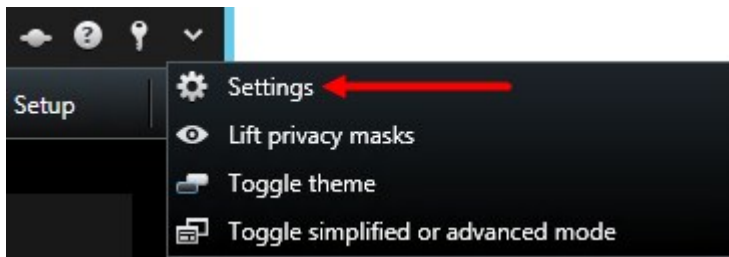 Setup
Settings
Lift privacy masks
Toggle theme
Toggle simplified or advanced mode